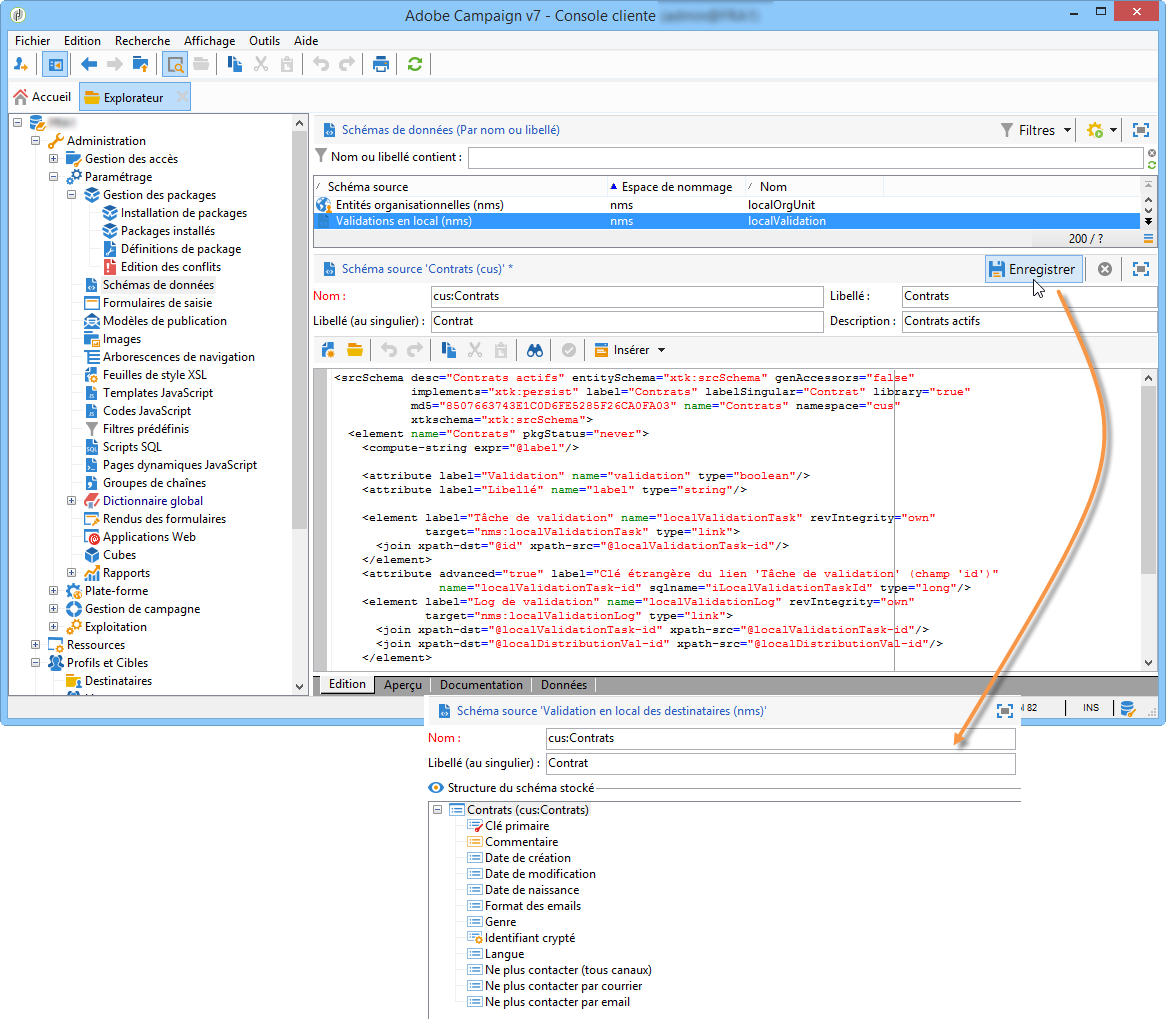 Adobe Campaign v7 - Console cliente
Fichier Edition Recherche Affichage Outils Aide
Accueil Explorateur
Administration
Gestion des accès
Paramétrage
Gestion des packages
Installation de packages
Packages installés
Définitions de package
Edition des conflits
Schémas de données
Formulaires de saisie
Modèles de publication
Images
Arborescences de navigation
Feuilles de style XSL
Templates JavaScript
Codes JavaScript
Filtres prédéfinis
Scripts SQL
Pages dynamiques JavaScript
Groupes de chaînes
Dictionnaire global
Rendus des formulaires
Applications Web
Cubes
Rapports
Plate-forme
Gestion de campagne
Exploitation
Ressources
Profils et Cibles
Destinataires
Schémas de données (Par nom ou libellé) Filtres
Nom ou libellé contient :
Schéma source Espace de nommage Nom
Entités organisationnelles (nms) nms localOrgUnit
Validations en local (nms) nms localValidation
200 / ?
Schéma source 'Contrats (cus)' * Enregistrer
Nom : cus:Contrats Libellé : Contrats
Libellé (au singulier) : Contrat Description : Contrats actifs
Insérer
<srcSchema desc="Contrats actifs" entitySchema="xtk:srcSchema" genAccessors="false"
implements="xtk:persist" label="Contrats" labelSingular="Contrat" library="true"
md5="8507663743E1C0D6FE5285F26CA0FA03" name="Contrats" namespace="cus"
xtkschema="xtk:srcSchema">
<element name="Contrats" pkgStatus="never">
<compute-string expr="@label"/>
<attribute label="Validation" name="validation" type="boolean"/>
<attribute label="Libellé" name="label" type="string"/>
<element label="Tâche de validation" name="localValidationTask" revIntegrity="own"
target="nms:localValidationTask" type="link">
<join xpath-dst="@id" xpath-src="@localValidationTask-id"/>
</element>
<attribute advanced="true" label="Clé étrangère du lien 'Tâche de validation' (champ 'id')"
name="localValidationTask-id" sqlname="iLocalValidationTaskId" type="long"/>
<element label="Log de validation" name="localValidationLog" revIntegrity="own"
target="nms:localValidationLog" type="link">
<join xpath-dst="@localValidationTask-id" xpath-src="@localValidationTask-id"/>
<join xpath-dst="@localDistributionVal-id" xpath-src="@localDistributionVal-id"/>
</element>
Edition Aperçu Documentation Données
82 INS
Schéma source 'Validation en local des destinataires (nms)'
Nom : cus:Contrats
Libellé (au singulier) : Contrat
Structure du schéma stocké
Contrats (cus:Contrats)
Clé primaire
Commentaire
Date de création
Date de modification
Date de naissance
Format des emails
Genre
Identifiant crypté
Langue
Ne plus contacter (tous canaux)
Ne plus contacter par courrier
Ne plus contacter par email